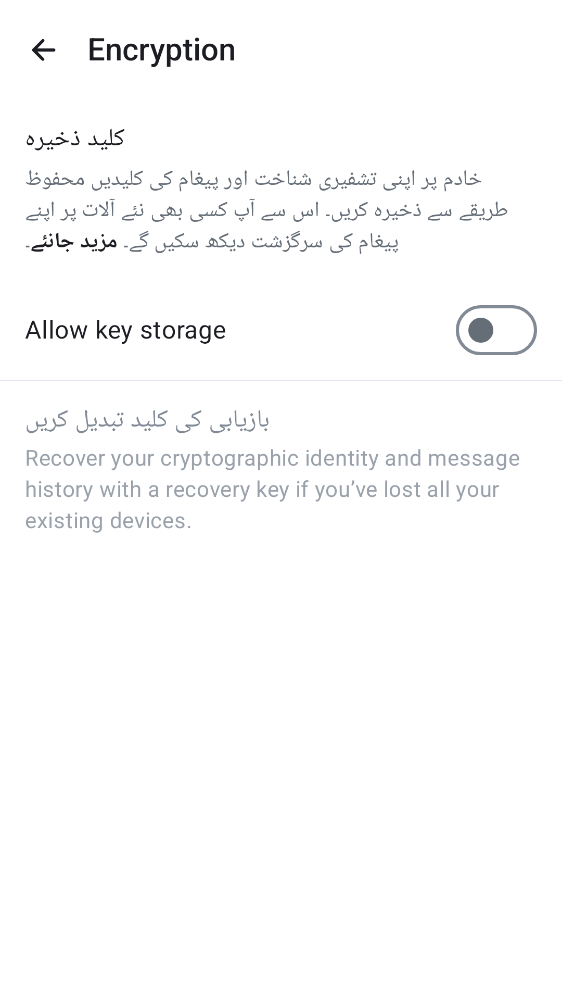 Encryption
کلید ذخیرہ
خادم پر اپنی تشفیری شناخت اور پیغام کی کلیدیں محفوظ
طریقے سے ذخیرہ کریں۔ اس سے آپ کسی بھی نئے آلات پر اپنے
پیغام کی سرگزشت دیکھ سکیں گے۔ مزید جانئے۔
Allow key storage
بازیابی کی کلید تبدیل کریں
Recover your cryptographic identity and message
history with a recovery key if you’ve lost all your
existing devices.